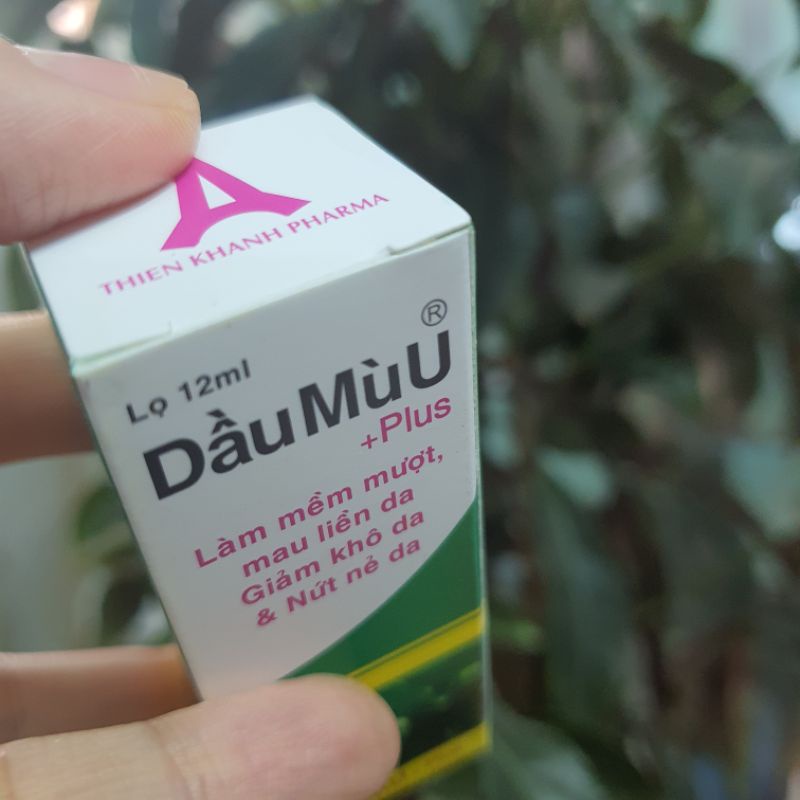 THIEN KHANH PHARMA
Lọ 12ml
DầuMùU®
+Plus
Làm mềm mượt,
mau liền da
Giảm khô da
& Nứt nẻ da